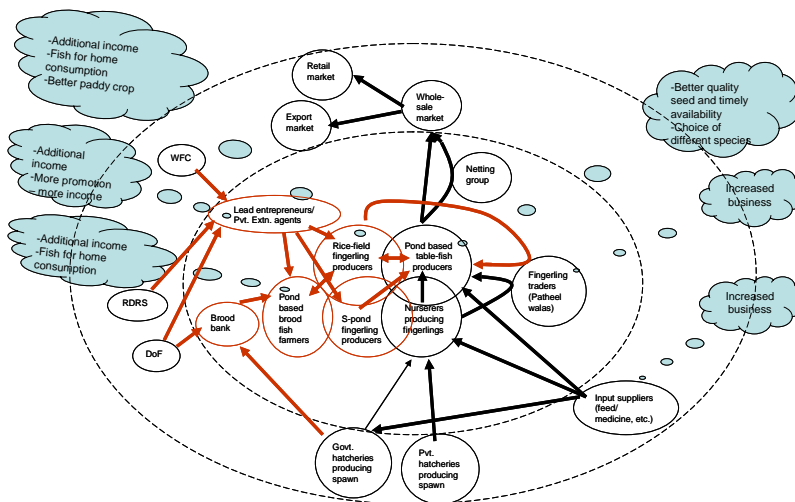 -Additional income
-Fish for home
consumption
-Better paddy crop
-Additional
income
-More promotion
– more income
-Additional income
-Fish for home
consumption
Retail
market
Export
market
Whole-
sale
market
WFC
Netting
group
-Better quality
seed and timely
availability
-Choice of
different species
Increased
business
Increased
business
Lead entrepreneurs/
Pvt. Extn. agents
Rice-field
fingerling
producers
Pond based
table-fish
producers
Fingerling
traders
(Patheel
walas)
RDRS
DoF
Brood
bank
Pond
based
brood
fish
farmers
S-pond
fingerling
producers
Nurserers
producing
fingerlings
Input suppliers
(feed/
medicine, etc.)
Govt.
hatcheries
producing
spawn
Pvt.
hatcheries
producing
spawn